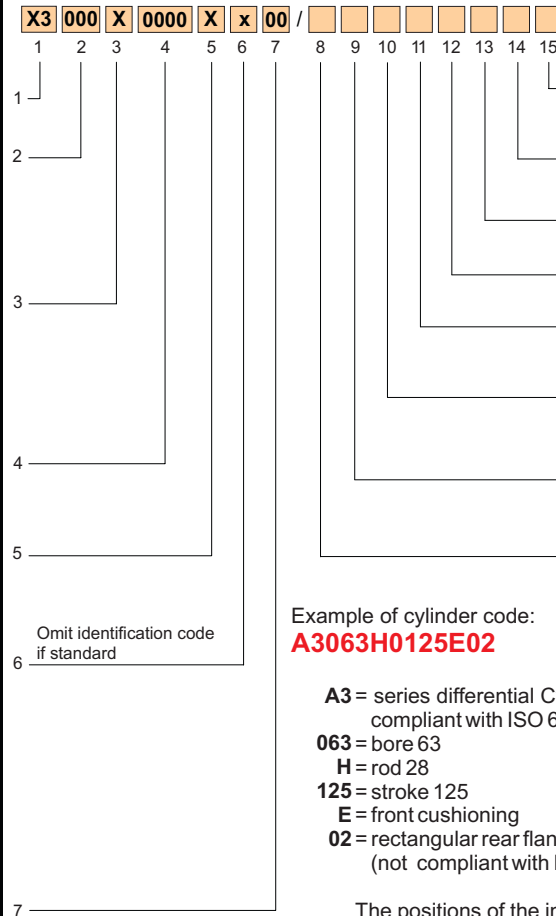 X3 000 X 0000 X x 00 /
1 2 3 4 5 6 7 8 9 10 11 12 13 14 15
1
2
3
4
5
Omit identification code
if standard
6
7
Example of cylinder code:
A3063H0125E02
A3 = series differential C
compliant with ISO 6
063 = bore 63
H = rod 28
125 = stroke 125
E = front cushioning
02 = rectangular rear flan
(not compliant with
The positions of the in